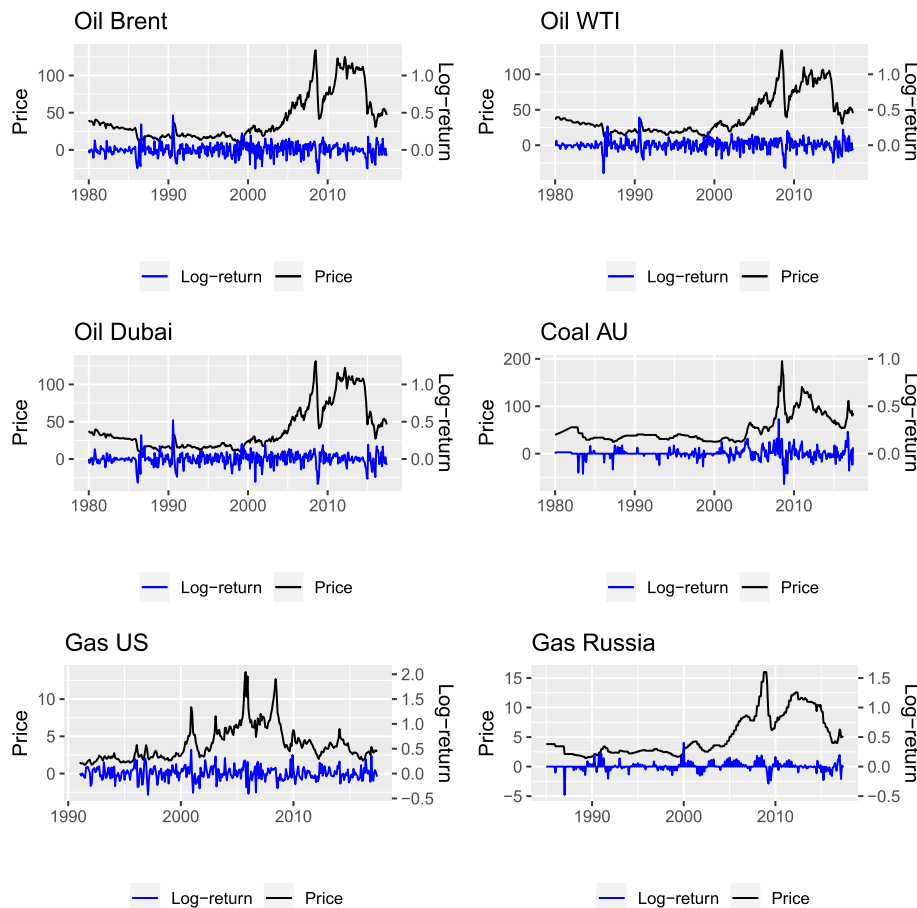 Oil Brent
Price
100
50
0
1.0
0.5
0.0
Log−return
1980 1990 2000 2010
Log−return Price
Oil WTI
Price
100
50
0
1.0
0.5
0.0
Log−return
1980 1990 2000 2010
Log−return Price
Oil Dubai
Price
100
50
0
1.0
0.5
0.0
Log−return
1980 1990 2000 2010
Log−return Price
Coal AU
Price
200
100
0
1.0
0.5
0.0
Log−return
1980 1990 2000 2010
Log−return Price
Gas US
Price
10
5
0
2.0
1.5
1.0
0.5
0.0
−0.5
Log−return
1990 2000 2010
Log−return Price
Gas Russia
Price
15
10
5
0
−5
1.5
1.0
0.5
0.0
−0.5
Log−return
1990 2000 2010
Log−return Price